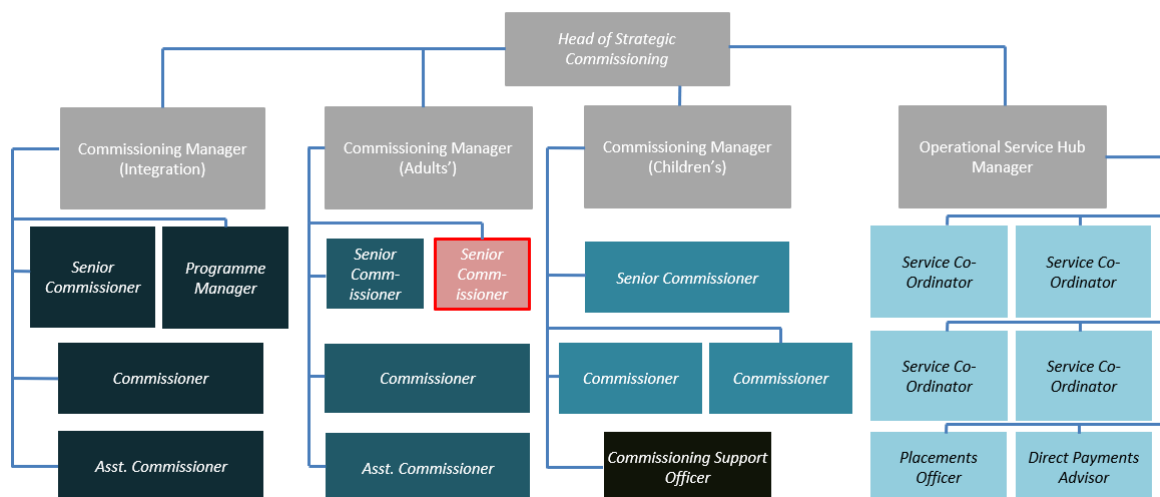 Head of Strategic
Commissioning
Commissioning Manager
(Integration)
Commissioning Manager
(Adults’)
Commissioning Manager
(Children’s)
Operational Service Hub
Manager
Senior
Commissioner
Programme
Manager
Senior
Comm-
issioner
Senior
Comm-
issioner
Senior Commissioner
Service Co-
Ordinator
Service Co-
Ordinator
Commissioner
Commissioner
Commissioner
Commissioner
Service Co-
Ordinator
Service Co-
Ordinator
Asst. Commissioner
Asst. Commissioner
Commissioning Support
Officer
Placements
Officer
Direct Payments
Advisor